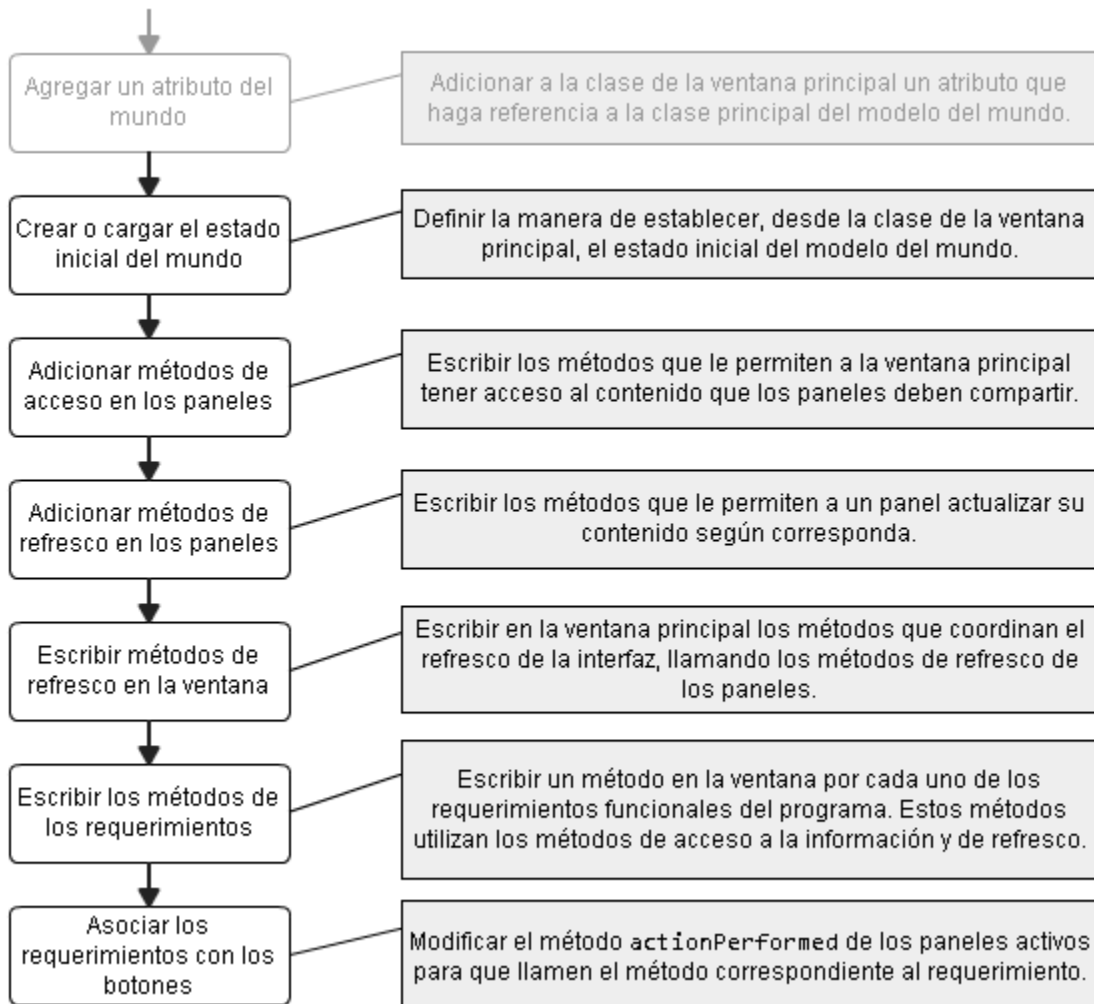 Agregar un atributo del
mundo
Adicionar a la clase de la ventana principal un atributo que
haga referencia a la clase principal del modelo del mundo.
Crear o cargar el estado
inicial del mundo
Definir la manera de establecer, desde la clase de la ventana
principal, el estado inicial del modelo del mundo.
Adicionar métodos de
acceso en los paneles
Escribir los métodos que le permiten a la ventana principal
tener acceso al contenido que los paneles deben compartir.
Adicionar métodos de
refresco en los paneles
Escribir los métodos que le permiten a un panel actualizar su
contenido según corresponda.
Escribir métodos de
refresco en la ventana
Escribir en la ventana principal los métodos que coordinan el
refresco de la interfaz, llamando los métodos de refresco de
los paneles.
Escribir los métodos de
los requerimientos
Escribir un método en la ventana por cada uno de los
requerimientos funcionales del programa. Estos métodos
utilizan los métodos de acceso a la información y de refresco.
Asociar los
requerimientos con los
botones
Modificar el método actionPerformed de los paneles activos
para que llamen el método correspondiente al requerimiento.